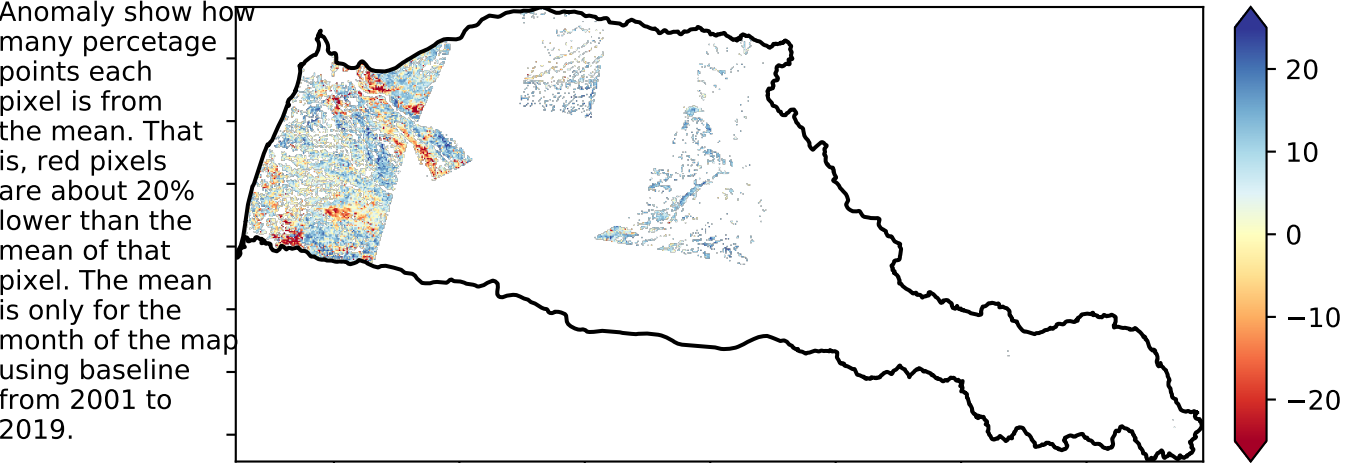 Anomaly show how
many percetage
points each
pixel is from
the mean. That
is, red pixels
are about 20%
lower than the
mean of that
pixel. The mean
is only for the
month of the map
using baseline
from 2001 to
2019.
20
10
0
−10
−20